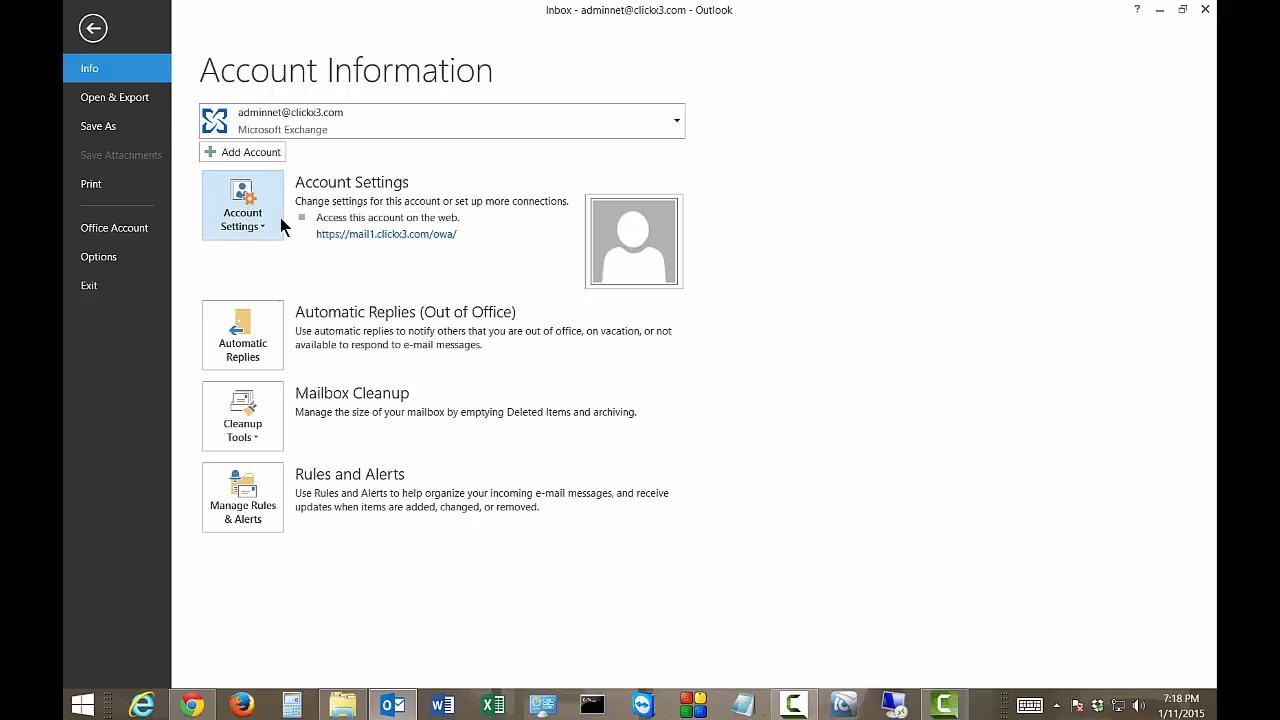 Inbox - adminnet@clickx3.com - Outlook
?
Info
Open & Export
Save As
Save Attachments
Print
Office Account
Options
Exit
Account Information
adminnet@clickx3.com
Microsoft Exchange
Add Account
Account
Settings
Account Settings
Change settings for this account or set up more connections.
Access this account on the web.
https://mail1.clickx3.com/owa/
Automatic
Replies
Automatic Replies (Out of Office)
Use automatic replies to notify others that you are out of office, on vacation, or not
available to respond to e-mail messages.
Cleanup
Tools
Mailbox Cleanup
Manage the size of your mailbox by emptying Deleted Items and archiving.
Manage Rules
& Alerts
Rules and Alerts
Use Rules and Alerts to help organize your incoming e-mail messages, and receive
updates when items are added, changed, or removed.
7:18 PM
1/11/2015